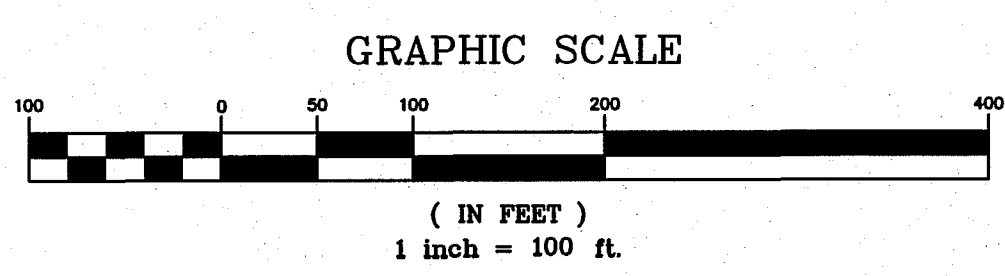 GRAPHIC SCALE
100 0 50 100 200 400
( IN FEET )
1 inch = 100 ft.